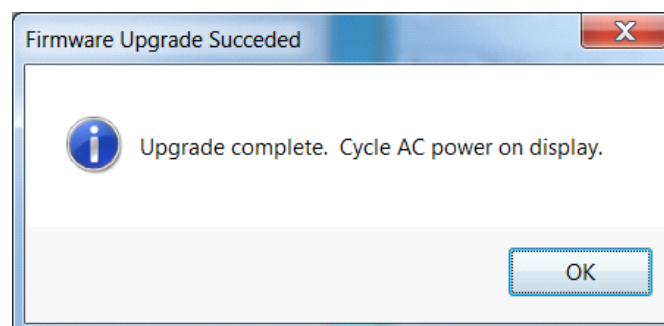 Firmware Upgrade Succeded
Upgrade complete.  Cycle AC power on display.
OK